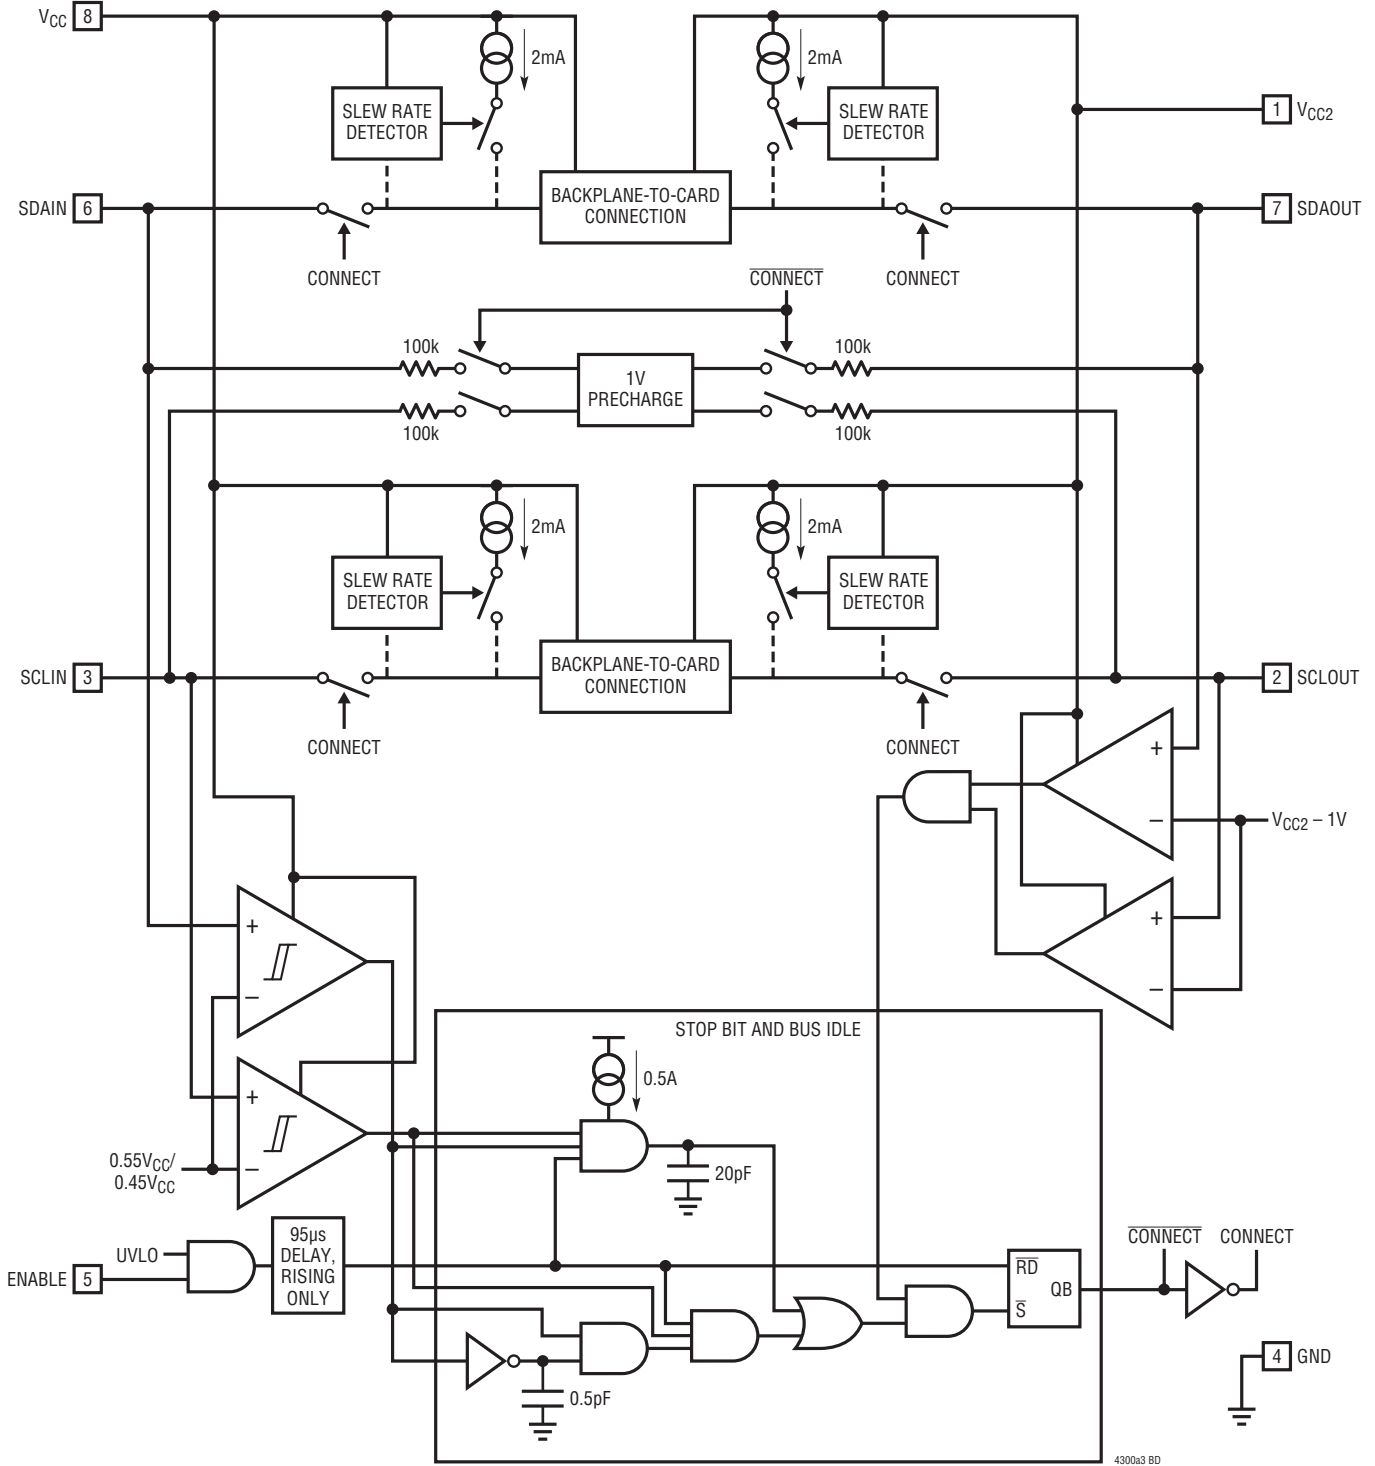 VCC 8
2mA
2mA
SLEW RATE
DETECTOR
SLEW RATE
DETECTOR
1 VCC2
SDAIN 6
BACKPLANE-TO-CARD
CONNECTION
7 SDAOUT
CONNECT
CONNECT
CONNECT
100k
100k
1V
PRECHARGE
100k
100k
2mA
2mA
SLEW RATE
DETECTOR
SLEW RATE
DETECTOR
SCLIN 3
BACKPLANE-TO-CARD
CONNECTION
2 SCLOUT
CONNECT
CONNECT
+
–
VCC2 – 1V
+
–
+
–
STOP BIT AND BUS IDLE
0.5A
+
–
0.55VCC/
0.45VCC
20pF
UVLO
ENABLE 5
95µs
DELAY,
RISING
ONLY
RD
QB
S
CONNECT
CONNECT
0.5pF
4 GND
4300a3 BD